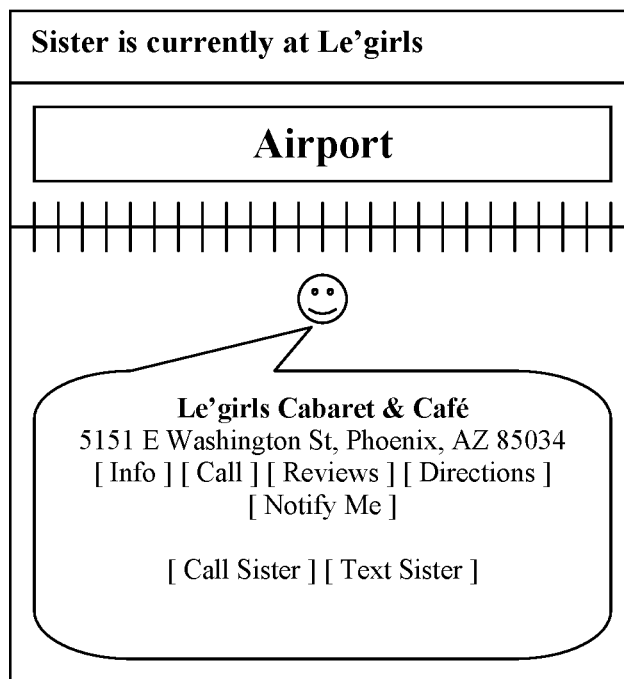 Sister is currently at Le’girls
Airport
Le’girls Cabaret & Café
5151 E Washington St, Phoenix, AZ 85034
[ Info ] [ Call ] [ Reviews ] [ Directions ]
[ Notify Me ]
[ Call Sister ] [ Text Sister ]